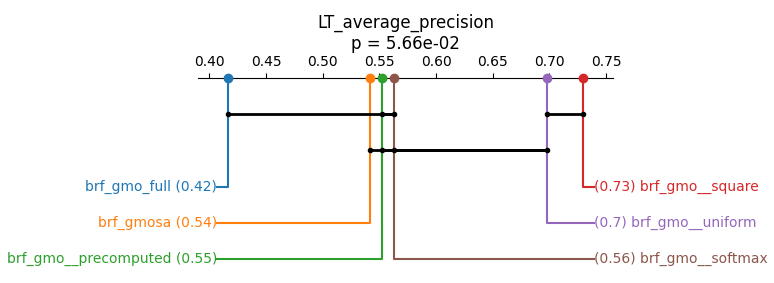 LT_average_precision
p = 5.66e-02
0.40 0.45 0.50 0.55 0.60 0.65 0.70 0.75
brf_gmo_full (0.42) (0.73) brf_gmo__square
brf_gmosa (0.54) (0.7) brf_gmo__uniform
brf_gmo__precomputed (0.55) (0.56) brf_gmo__softmax